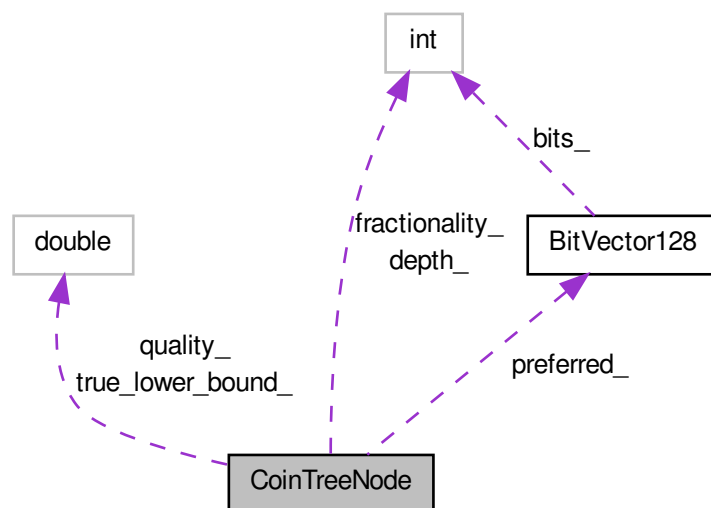 int
bits_
double
fractionality_
depth_
BitVector128
quality_
true_lower_bound_
preferred_
CoinTreeNode